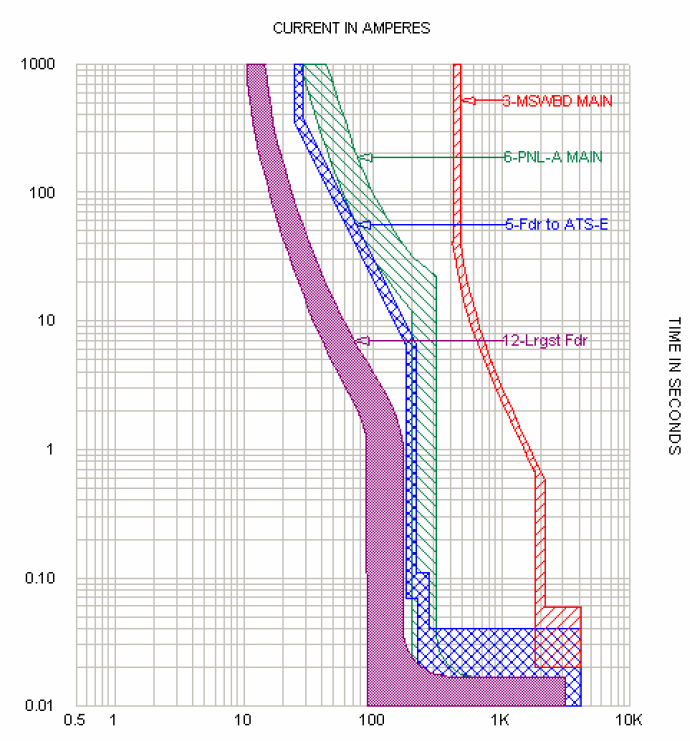 CURRENT IN AMPERES
1000
3-MSWBD MAIN
6-PNL-A MAIN
100
5-Fdr to ATS-E
10
12-Lrgst Fdr
TIME IN SECONDS
1
0.10
0.01
0.5 1 10 100 1K 10K